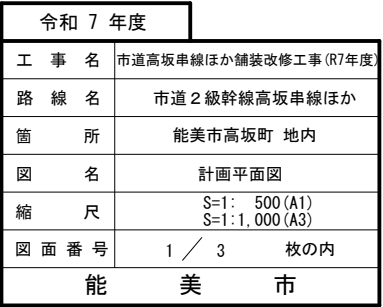 令和 7 年度
工 事 名 市道高坂串線ほか舗装改修工事(R7年度)
路 線 名 市道2級幹線高坂串線ほか
箇 所 能美市高坂町 地内
図 名 計画平面図
縮 尺 S=1: 500(A1)
S=1:1,000(A3)
図 面 番 号 1 / 3 枚の内
能 美 市